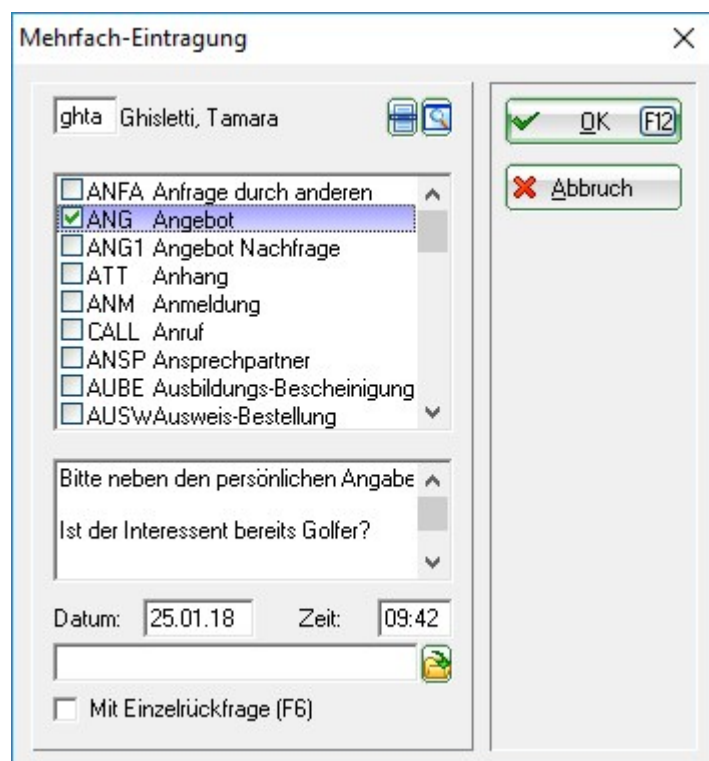 Mehrfach-Eintragung
ghta Ghisletti, Tamara
OK F12
Abbruch
ANFA Anfrage durch anderen
ANG Angebot
ANG1 Angebot Nachfrage
ATT Anhang
ANM Anmeldung
CALL Anruf
ANSP Ansprechpartner
AUBE Ausbildungs-Bescheinigung
AUSW Ausweis-Bestellung
Bitte neben den persönlichen Angabe
Ist der Interessent bereits Golfer?
Datum: 25.01.18 Zeit: 09:42
Mit Einzelrückfrage (F6)